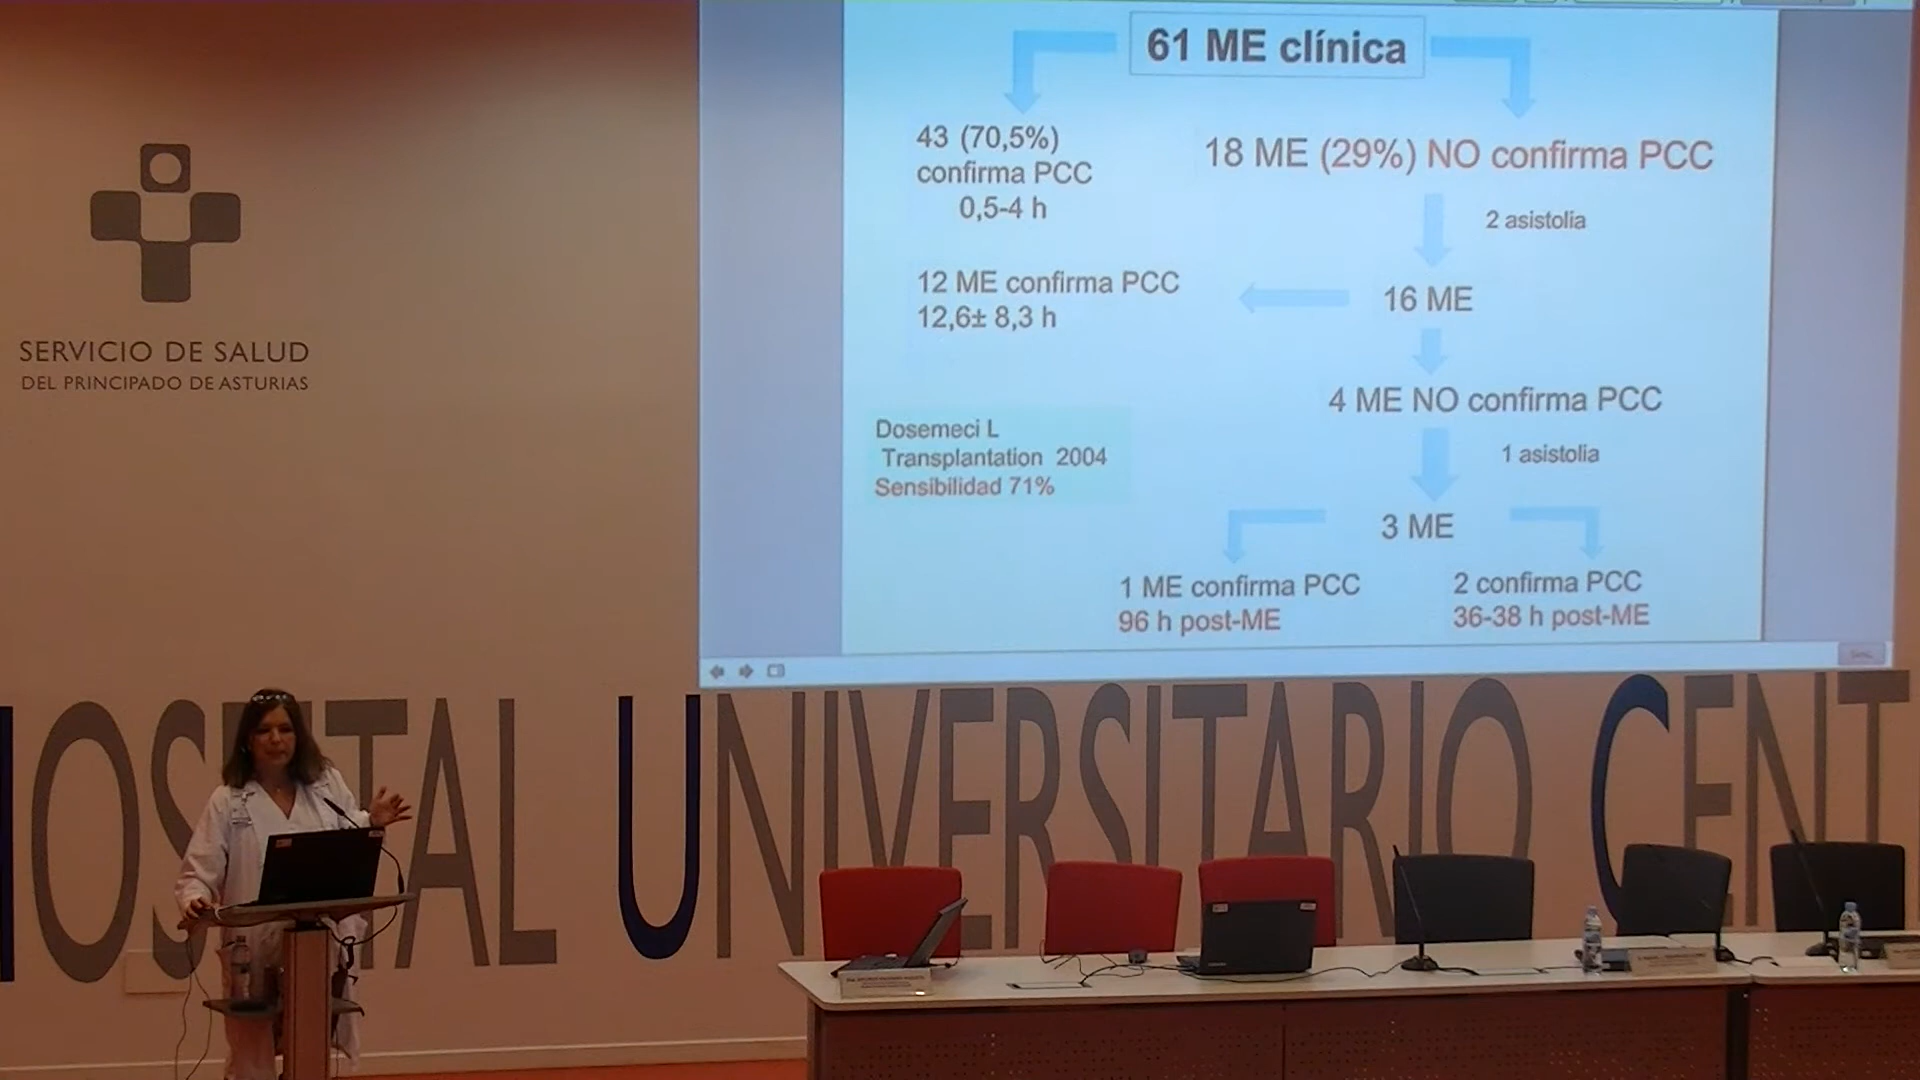 61 ME clínica
43 (70,5%)
confirma PCC
0,5-4 h
18 ME (29%) NO confirma PCC
2 asistolia
12 ME confirma PCC
12,6± 8,3 h
16 ME
4 ME NO confirma PCC
Dosemeci L
Transplantation 2004
Sensibilidad 71%
1 asistolia
3 ME
1 ME confirma PCC
96 h post-ME
2 confirma PCC
36-38 h post-ME
SERVICIO DE SALUD
DEL PRINCIPADO DE ASTURIAS
HOSPITAL UNIVERSITARIO CENT